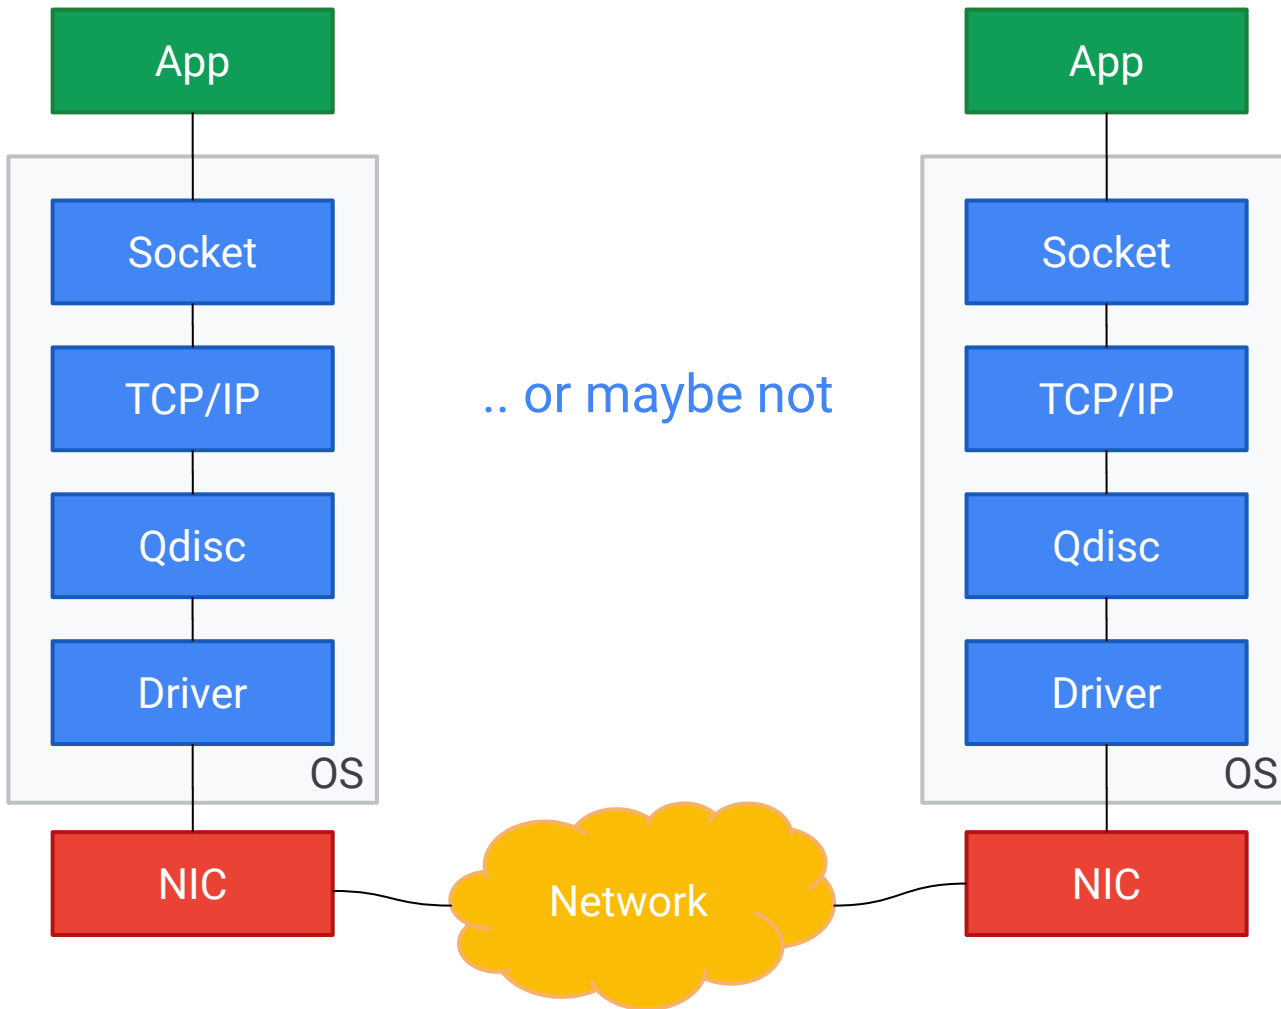 App
Socket
TCP/IP
Qdisc
Driver
OS
NIC
.. or maybe not
Network
App
Socket
TCP/IP
Qdisc
Driver
OS
NIC